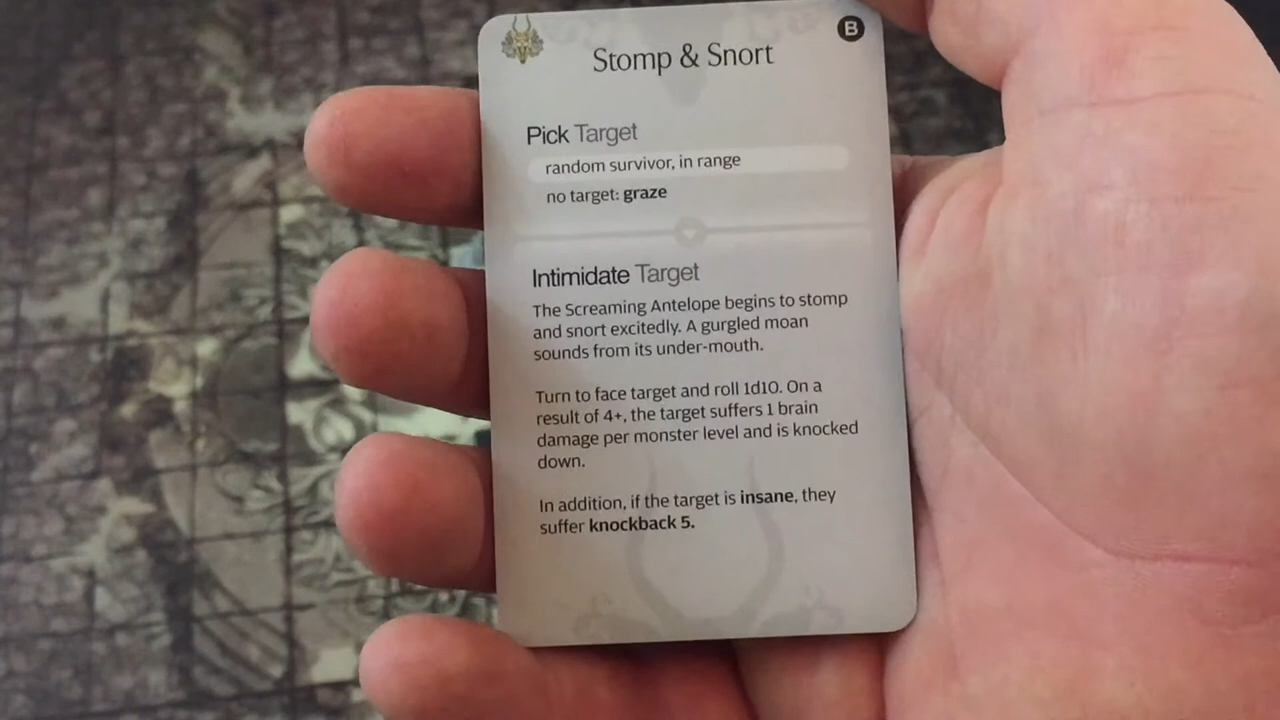 B
Stomp & Snort
Pick Target
random survivor, in range
no target: graze
Intimidate Target
The Screaming Antelope begins to stomp
and snort excitedly. A gurgled moan
sounds from its under-mouth.
Turn to face target and roll 1d10. On a
result of 4+, the target suffers 1 brain
damage per monster level and is knocked
down.
In addition, if the target is insane, they
suffer knockback 5.